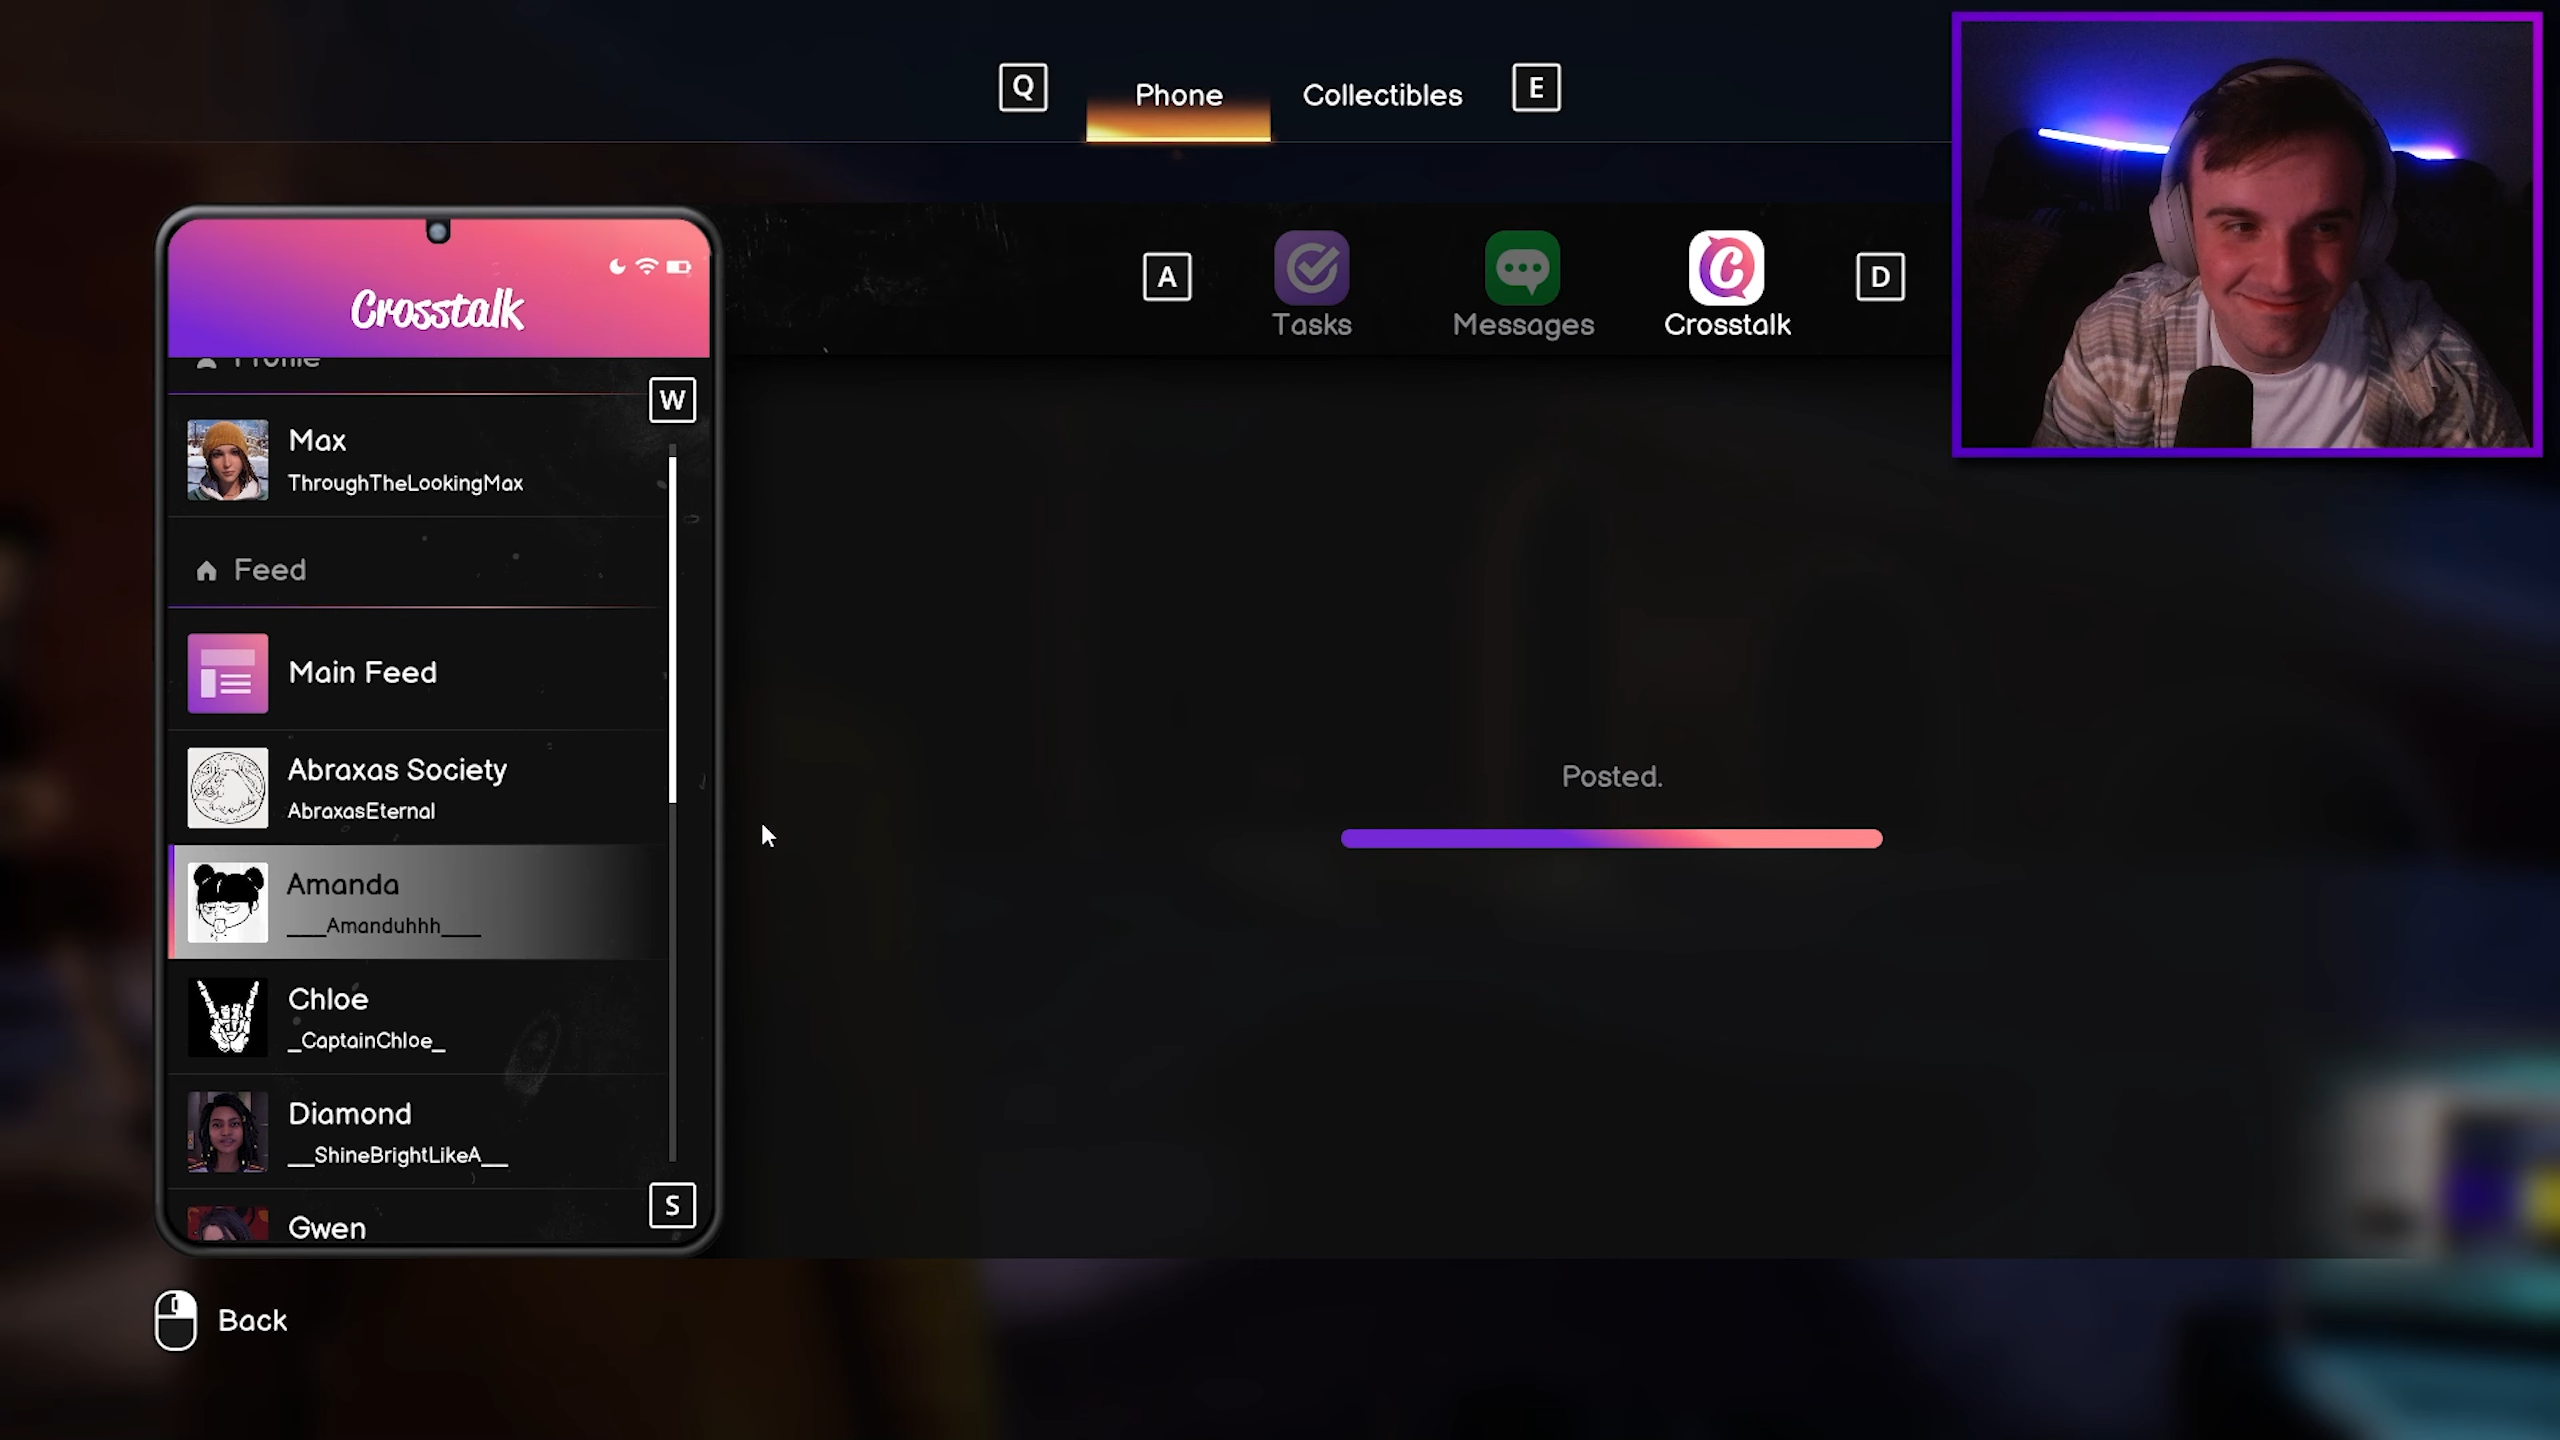 Q Phone Collectibles E
Crosstalk
A Tasks Messages Crosstalk D
Profile
W
Max
ThroughTheLookingMax
Feed
Main Feed
Abraxas Society
AbraxasEternal
Amanda
___Amanduhhh___
Chloe
_CaptainChloe_
Diamond
__ShineBrightLikeA__
Gwen
S
Posted.
Back